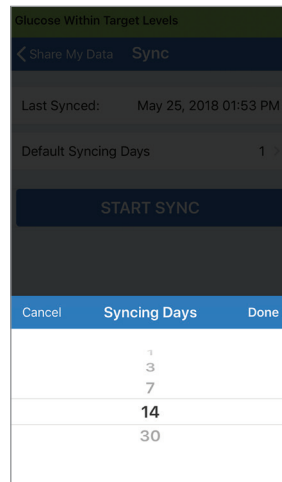 Glucose Within Target Levels
Share My Data Sync
Last Synced: May 25, 2018 01:53 PM
Default Syncing Days 1
START SYNC
Cancel Syncing Days Done
1
3
7
14
30